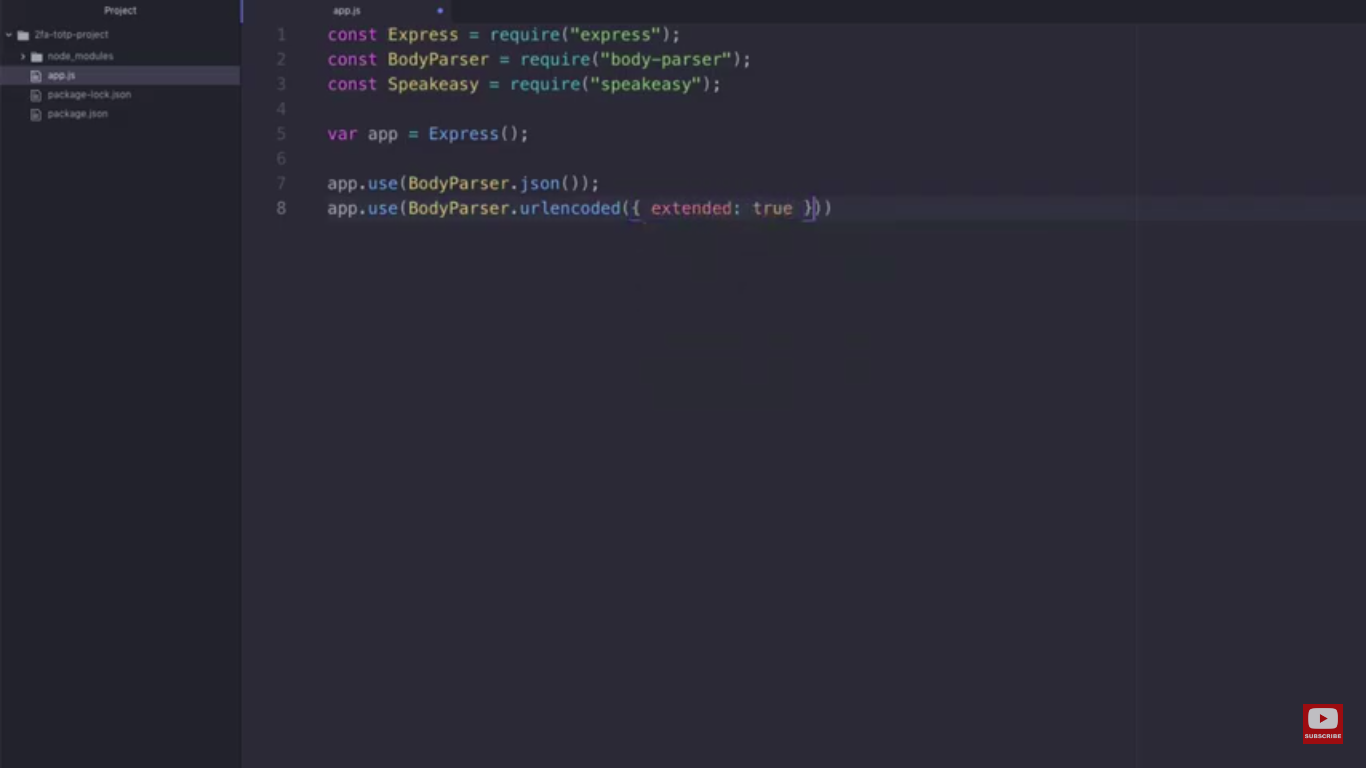 Project
2fa-totp-project
node_modules
app.js
package-lock.json
package.json
app.js
1 const Express = require("express");
2 const BodyParser = require("body-parser");
3 const Speakeasy = require("speakeasy");
4
5 var app = Express();
6
7 app.use(BodyParser.json());
8 app.use(BodyParser.urlencoded({ extended: true }))
SUBSCRIBE